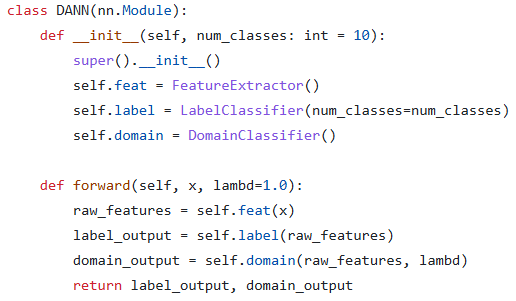 class DANN(nn.Module):
    def __init__(self, num_classes: int = 10):
        super().__init__()
        self.feat = FeatureExtractor()
        self.label = LabelClassifier(num_classes=num_classes)
        self.domain = DomainClassifier()

    def forward(self, x, lambd=1.0):
        raw_features = self.feat(x)
        label_output = self.label(raw_features)
        domain_output = self.domain(raw_features, lambd)
        return label_output, domain_output